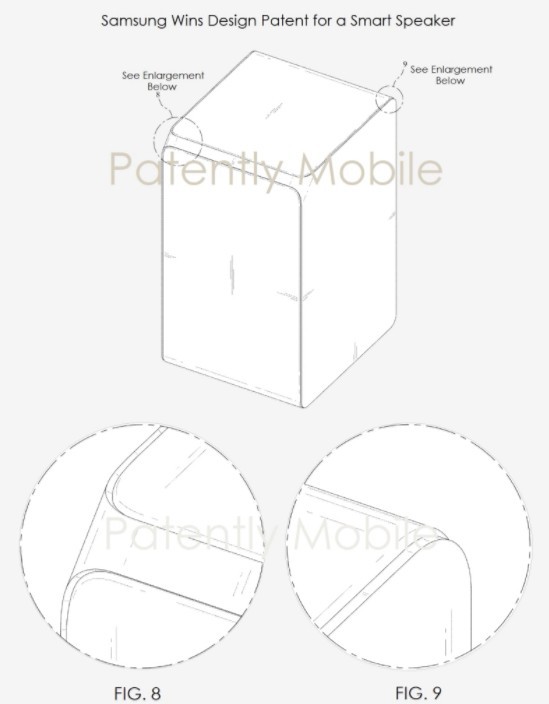 Samsung Wins Design Patent for a Smart Speaker
See Enlargement
Below
8
9
See Enlargement
Below
Patently Mobile
Patently Mobile
FIG. 8
FIG. 9